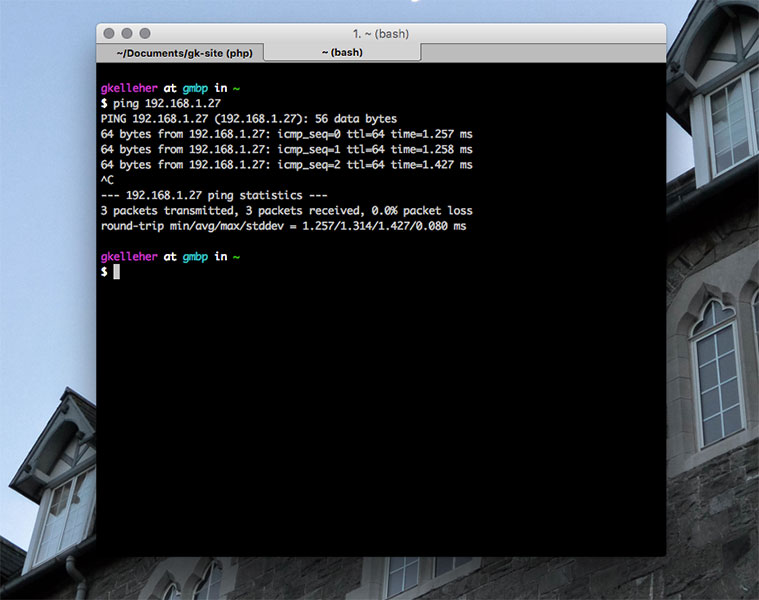 1. ~ (bash)
~/Documents/gk-site (php) ~ (bash)
gkelleher at gmbp in ~
$ ping 192.168.1.27
PING 192.168.1.27 (192.168.1.27): 56 data bytes
64 bytes from 192.168.1.27: icmp_seq=0 ttl=64 time=1.257 ms
64 bytes from 192.168.1.27: icmp_seq=1 ttl=64 time=1.258 ms
64 bytes from 192.168.1.27: icmp_seq=2 ttl=64 time=1.427 ms
^C
--- 192.168.1.27 ping statistics ---
3 packets transmitted, 3 packets received, 0.0% packet loss
round-trip min/avg/max/stddev = 1.257/1.314/1.427/0.080 ms
gkelleher at gmbp in ~
$